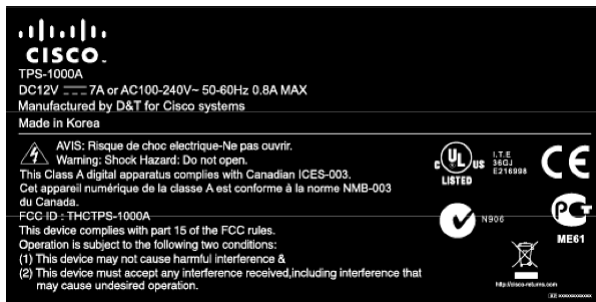 CISCO™
TPS-1000A
DC12V ⎓ 7A or AC100-240V~ 50-60Hz 0.8A MAX
Manufactured by D&T for Cisco systems
Made in Korea
AVIS: Risque de choc electrique-Ne pas ouvrir.
Warning: Shock Hazard: Do not open.
This Class A digital apparatus complies with Canadian ICES-003.
Cet appareil numérique de la classe A est conforme à la norme NMB-003
du Canada.
FCC ID : THCTPS-1000A
This device complies with part 15 of the FCC rules.
Operation is subject to the following two conditions:
(1) This device may not cause harmful interference &
(2) This device must accept any interference received,including interference that
may cause undesired operation.
C UL US
LISTED
I.T.E
36GJ
E216998
CE
N906
PCT
ME61
http://cisco-returns.com